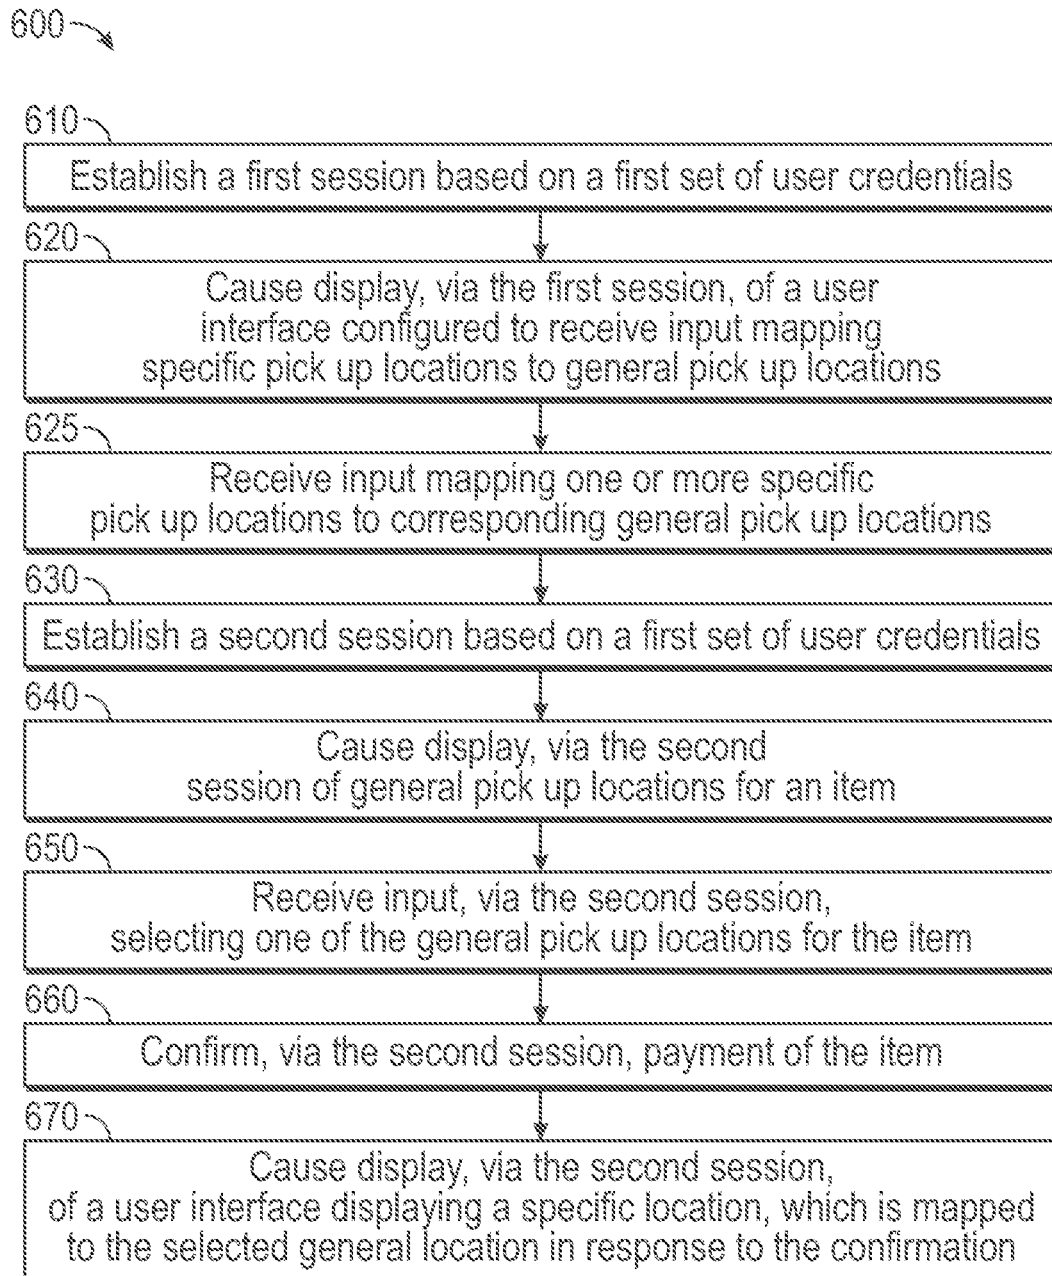 600
610
Establish a first session based on a first set of user credentials
620
Cause display, via the first session, of a user
interface configured to receive input mapping
specific pick up locations to general pick up locations
625
Receive input mapping one or more specific
pick up locations to corresponding general pick up locations
630
Establish a second session based on a first set of user credentials
640
Cause display, via the second
session of general pick up locations for an item
650
Receive input, via the second session,
selecting one of the general pick up locations for the item
660
Confirm, via the second session, payment of the item
670
Cause display, via the second session,
of a user interface displaying a specific location, which is mapped
to the selected general location in response to the confirmation